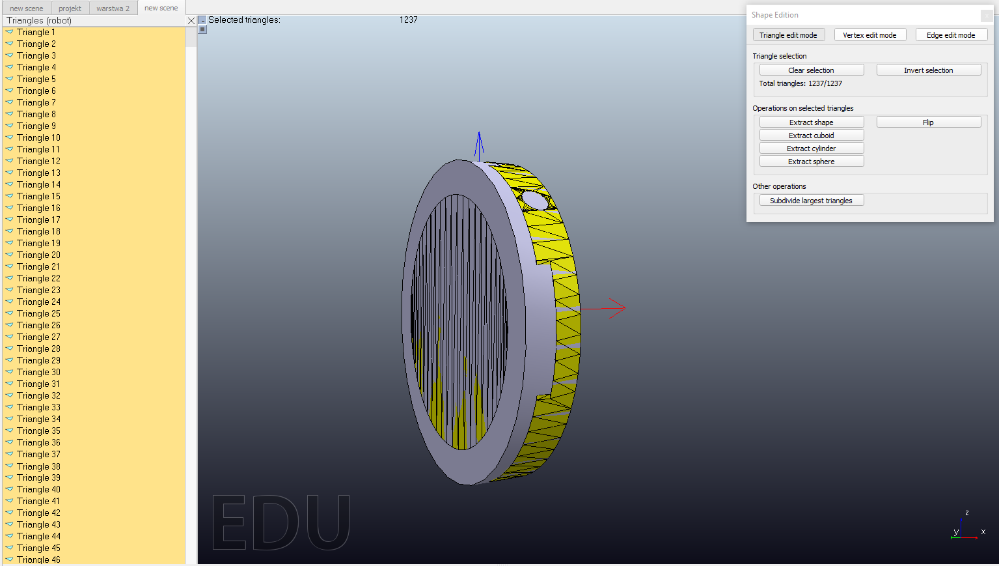 new scene
projekt
warstwa 2
new scene
Triangles (robot)
Triangle 1
Triangle 2
Triangle 3
Triangle 4
Triangle 5
Triangle 6
Triangle 7
Triangle 8
Triangle 9
Triangle 10
Triangle 11
Triangle 12
Triangle 13
Triangle 14
Triangle 15
Triangle 16
Triangle 17
Triangle 18
Triangle 19
Triangle 20
Triangle 21
Triangle 22
Triangle 23
Triangle 24
Triangle 25
Triangle 26
Triangle 27
Triangle 28
Triangle 29
Triangle 30
Triangle 31
Triangle 32
Triangle 33
Triangle 34
Triangle 35
Triangle 36
Triangle 37
Triangle 38
Triangle 39
Triangle 40
Triangle 41
Triangle 42
Triangle 43
Triangle 44
Triangle 45
Triangle 46
Selected triangles: 1237
EDU
z
y x
Shape Edition
Triangle edit mode
Vertex edit mode
Edge edit mode
Triangle selection
Clear selection
Invert selection
Total triangles: 1237/1237
Operations on selected triangles
Extract shape
Flip
Extract cuboid
Extract cylinder
Extract sphere
Other operations
Subdivide largest triangles